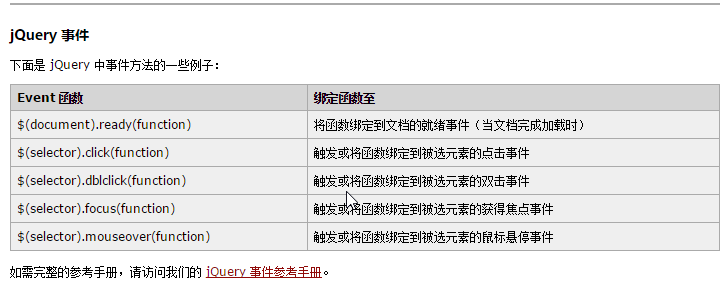 jQuery 事件
下面是 jQuery 中事件方法的一些例子：
Event 函数 绑定函数至
$(document).ready(function) 将函数绑定到文档的就绪事件（当文档完成加载时）
$(selector).click(function) 触发或将函数绑定到被选元素的点击事件
$(selector).dblclick(function) 触发或将函数绑定到被选元素的双击事件
$(selector).focus(function) 触发或将函数绑定到被选元素的获得焦点事件
$(selector).mouseover(function) 触发或将函数绑定到被选元素的鼠标悬停事件
如需完整的参考手册，请访问我们的 jQuery 事件参考手册。